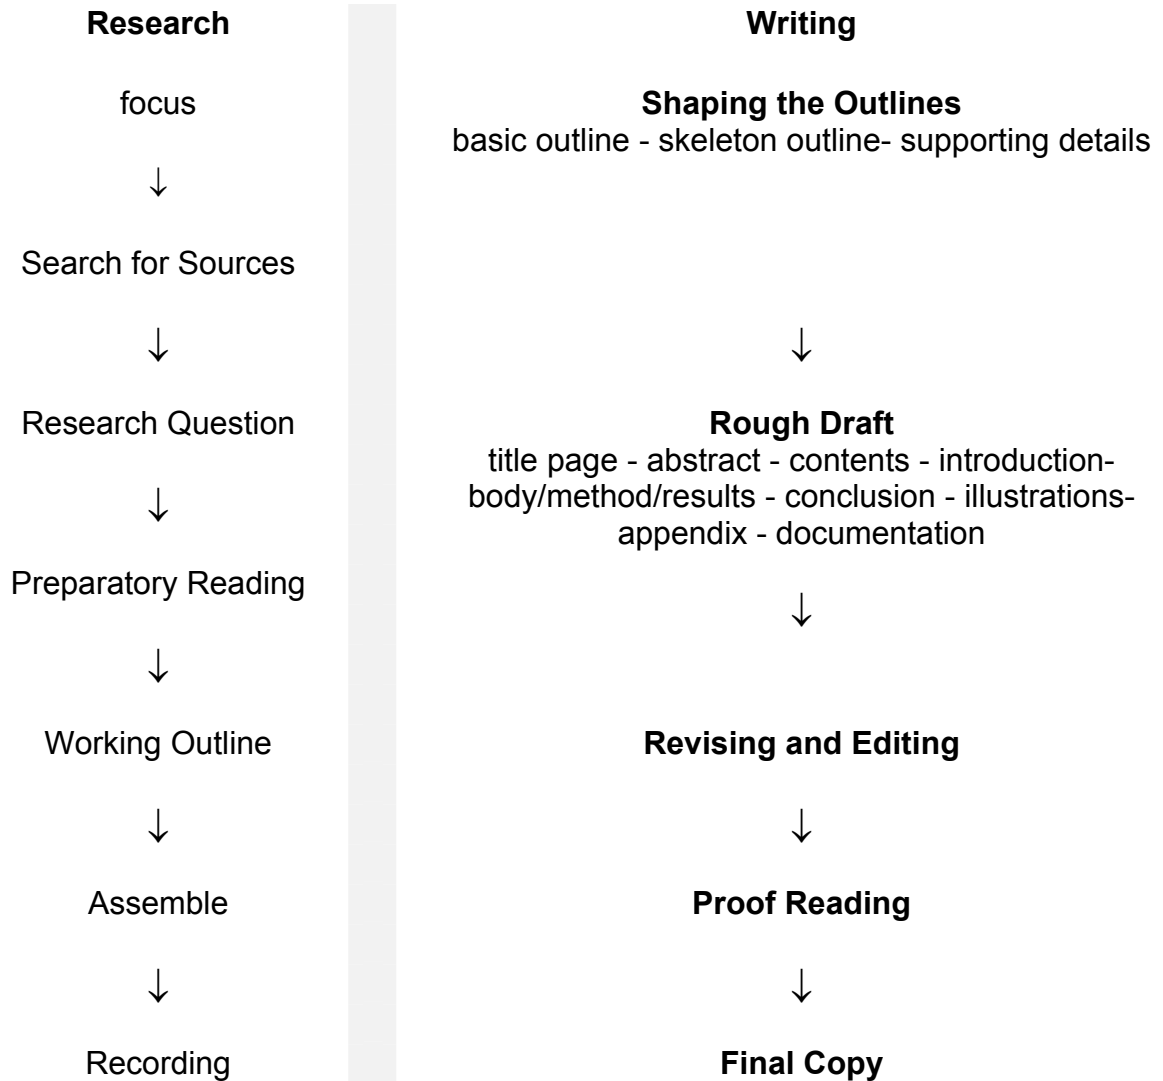 Research
focus
↓
Search for Sources
↓
Research Question
↓
Preparatory Reading
↓
Working Outline
↓
Assemble
↓
Recording
Writing
Shaping the Outlines
basic outline - skeleton outline- supporting details
↓
Rough Draft
title page - abstract - contents - introduction-
body/method/results - conclusion - illustrations-
appendix - documentation
↓
Revising and Editing
↓
Proof Reading
↓
Final Copy